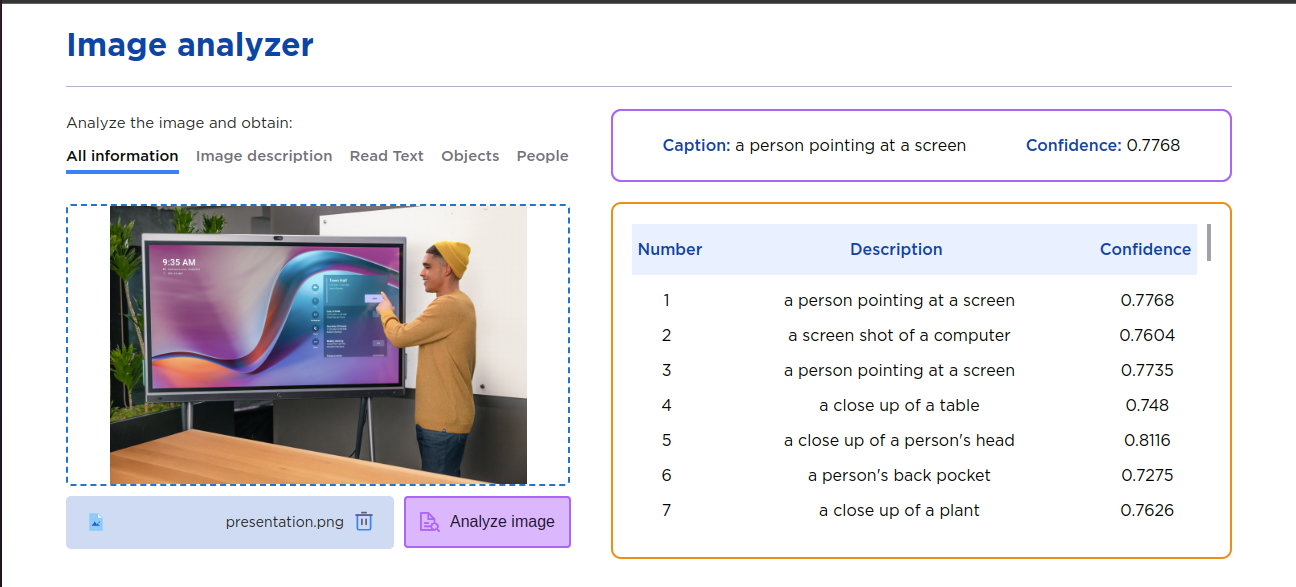 Image analyzer
Analyze the image and obtain:
All information Image description Read Text Objects People
9:35 AM
Town Hall
presentation.png Analyze image
Caption: a person pointing at a screen Confidence: 0.7768
Number Description Confidence
1 a person pointing at a screen 0.7768
2 a screen shot of a computer 0.7604
3 a person pointing at a screen 0.7735
4 a close up of a table 0.748
5 a close up of a person's head 0.8116
6 a person's back pocket 0.7275
7 a close up of a plant 0.7626